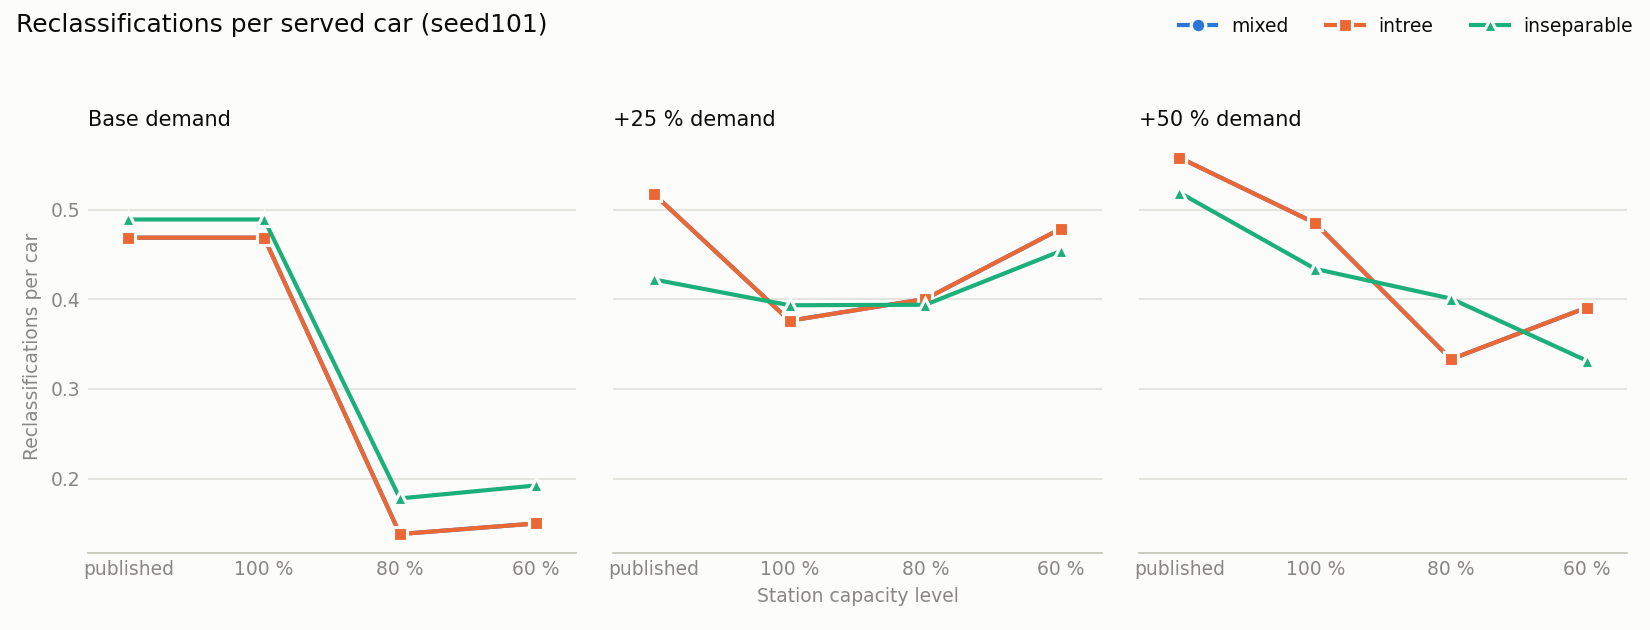 Reclassifications per served car (seed101)
mixed
intree
inseparable
Base demand
+25 % demand
+50 % demand
Reclassifications per car
0.5
0.4
0.3
0.2
published 100 % 80 % 60 %
published 100 % 80 % 60 %
published 100 % 80 % 60 %
Station capacity level